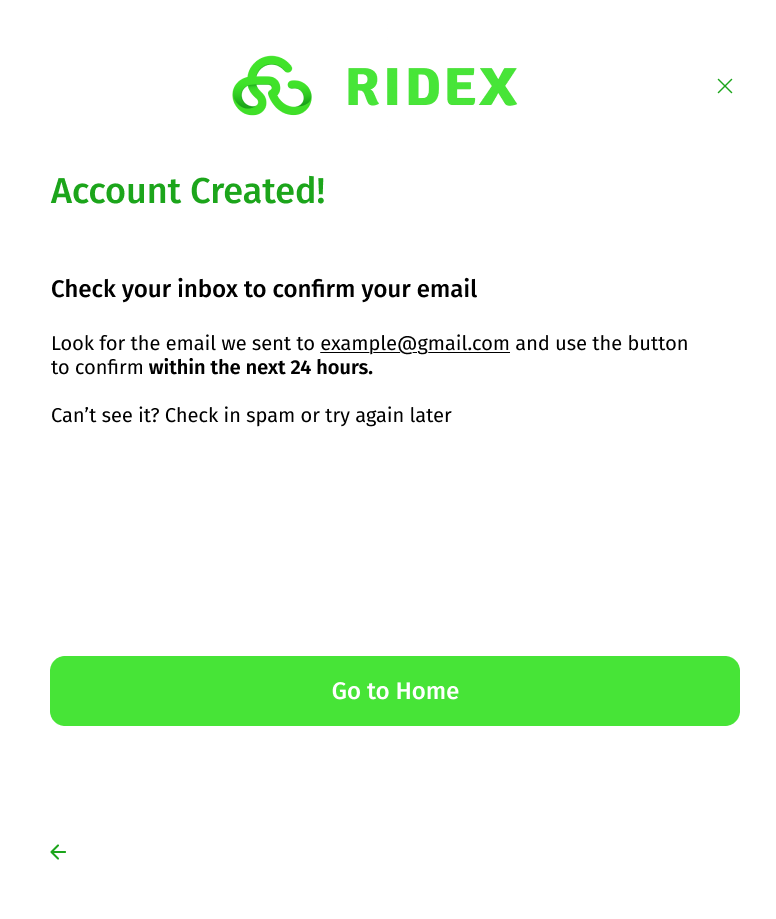 RIDEX
Account Created!
Check your inbox to confirm your email
Look for the email we sent to example@gmail.com and use the button
to confirm within the next 24 hours.
Can’t see it? Check in spam or try again later
Go to Home